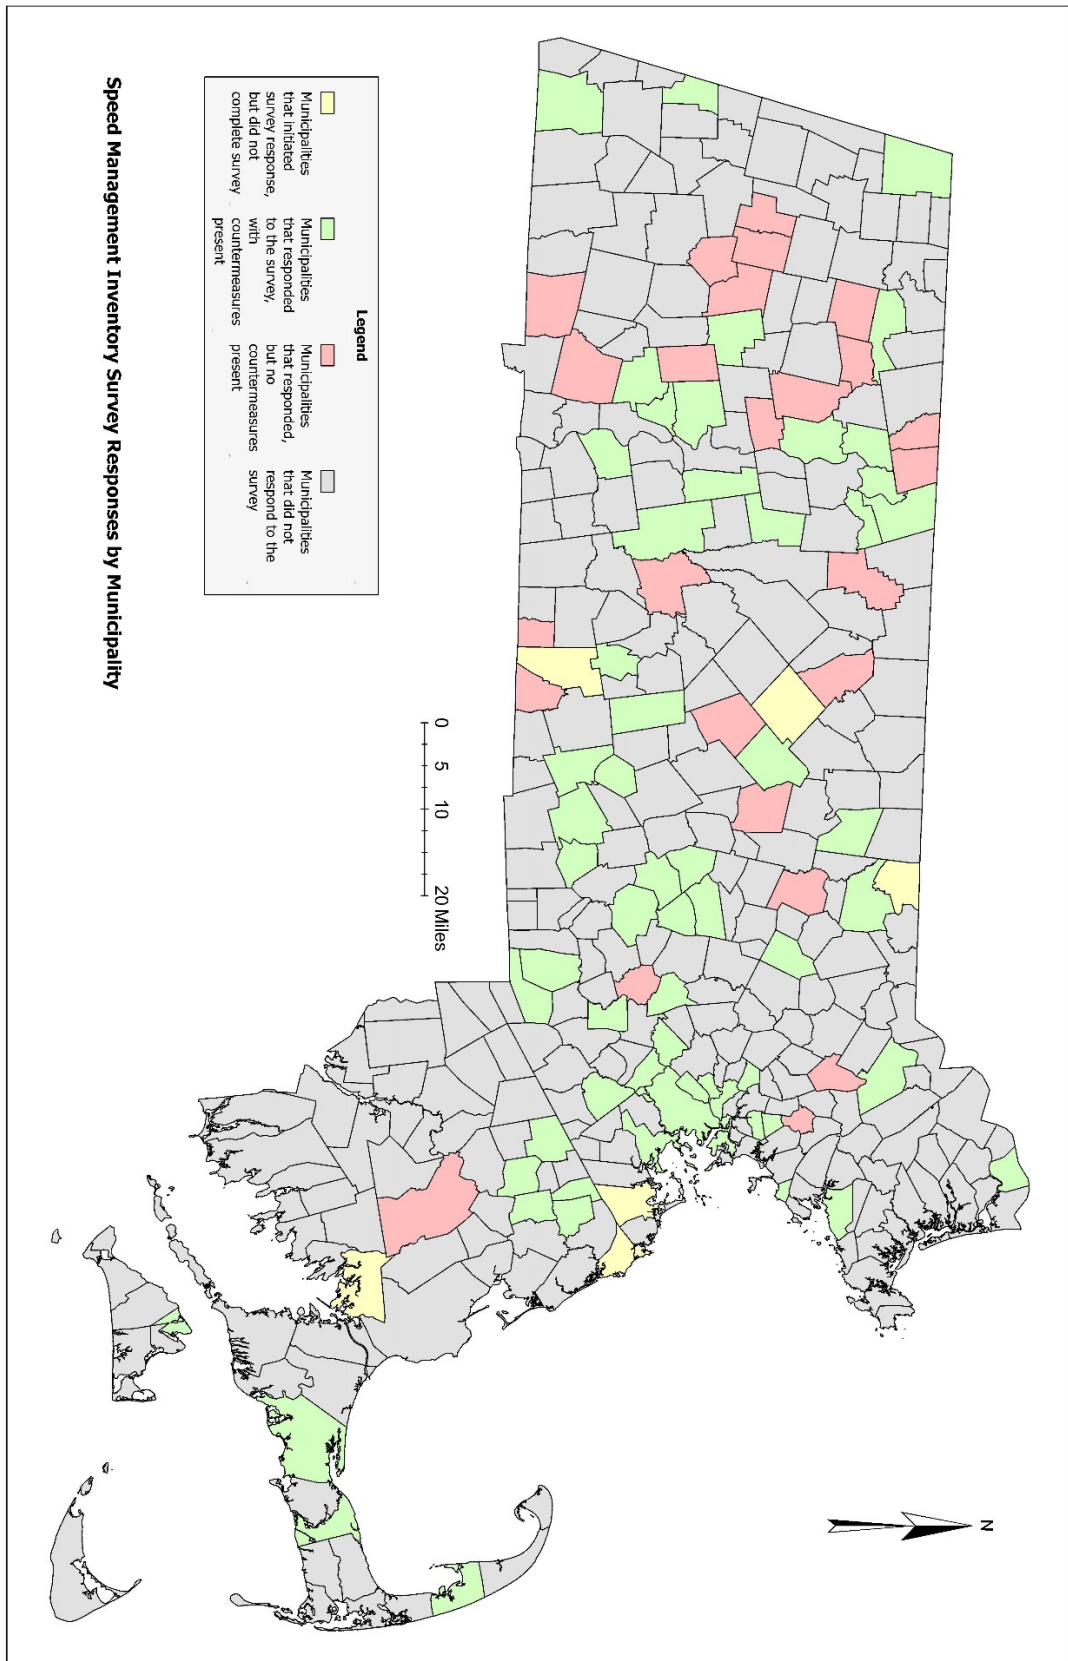 Speed Management Inventory Survey Responses by Municipality
Legend
Municipalities
that initiated
survey response,
but did not
complete survey
Municipalities
that responded
to the survey,
with
countermeasures
present
Municipalities
that responded,
but no
countermeasures
present
Municipalities
that did not
respond to the
survey
0 5 10 20 Miles
N